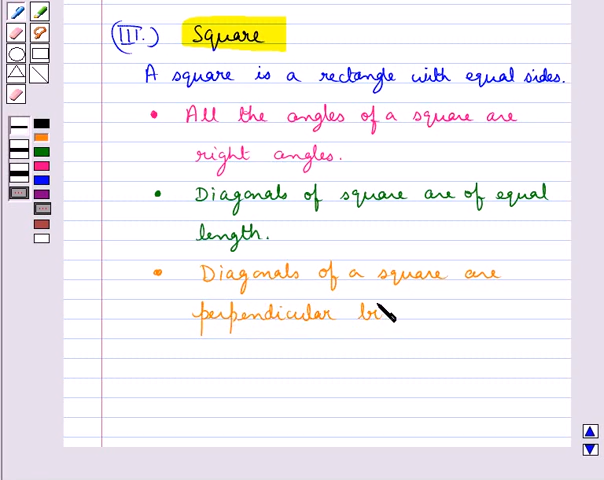 (III.) Square
A square is a rectangle with equal sides.
• All the angles of a square are
right angles.
• Diagonals of square are of equal
length.
• Diagonals of a square are
perpendicular bi